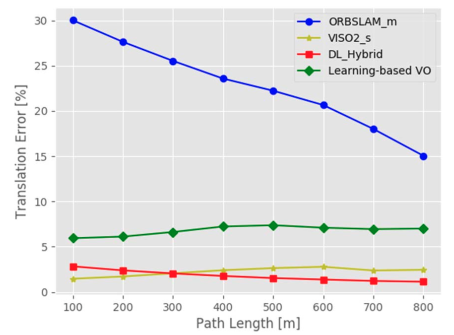 ORBSLAM_m
VISO2_s
DL_Hybrid
Learning-based VO
Translation Error [%]
30
25
20
15
10
5
0
100 200 300 400 500 600 700 800
Path Length [m]